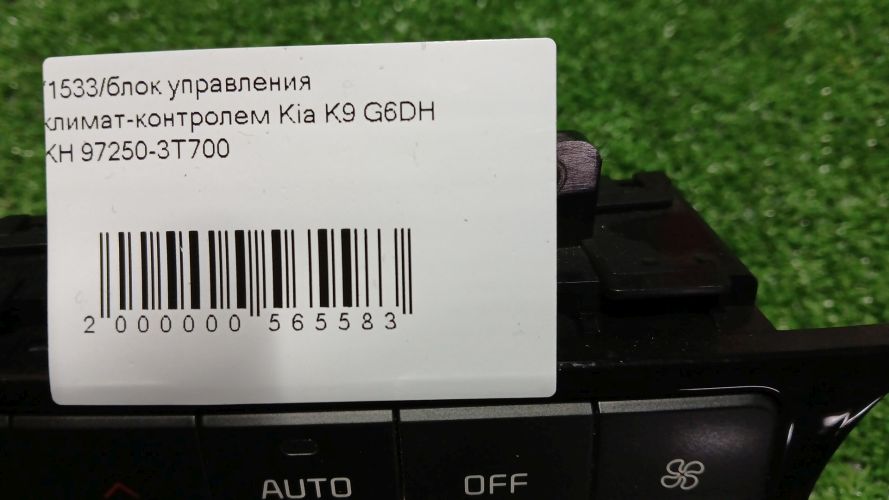 1533/блок управления
климат-контролем Kia K9 G6DH
KH 97250-3T700
2 000000 565583
AUTO OFF